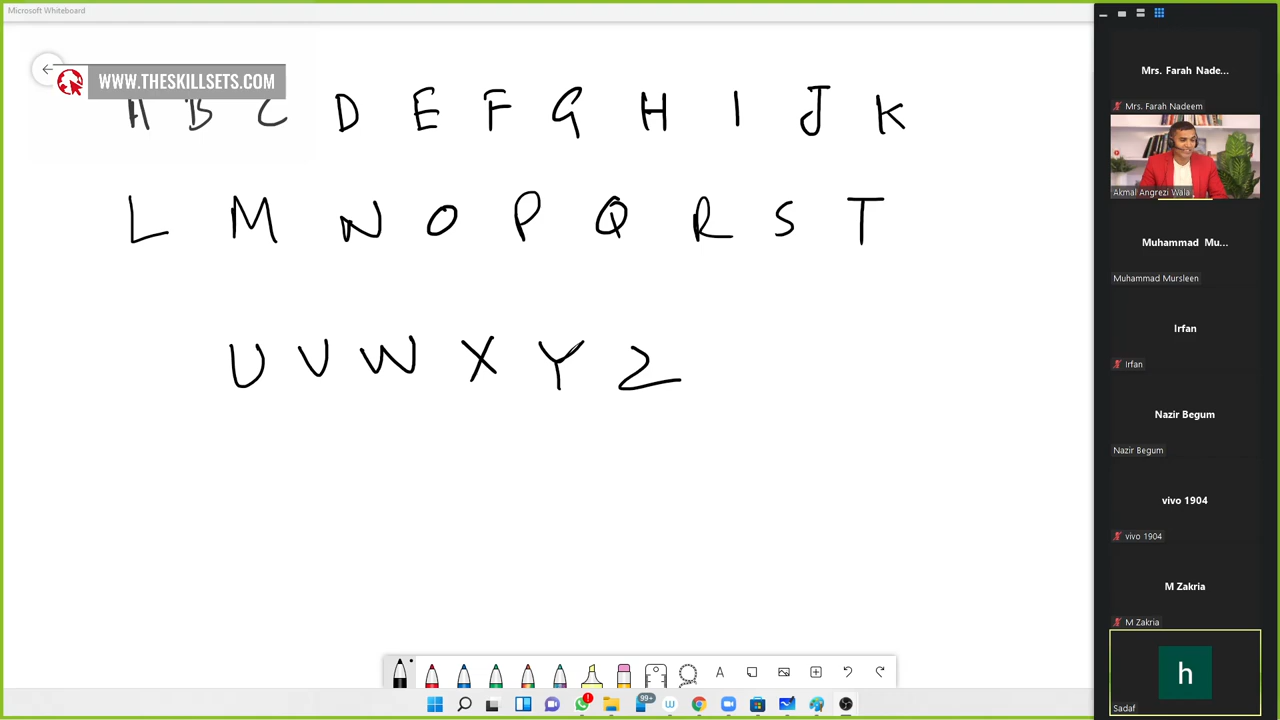 Microsoft Whiteboard
WWW.THESKILLSETS.COM
A B C D E F G H I J K
L M N O P Q R S T
U V W X Y Z
A
99+
Mrs. Farah Nade...
Mrs. Farah Nadeem
Akmal Angrezi Wala
Muhammad Mu...
Muhammad Mursleen
Irfan
Irfan
Nazir Begum
Nazir Begum
vivo 1904
vivo 1904
M Zakria
M Zakria
h
Sadaf